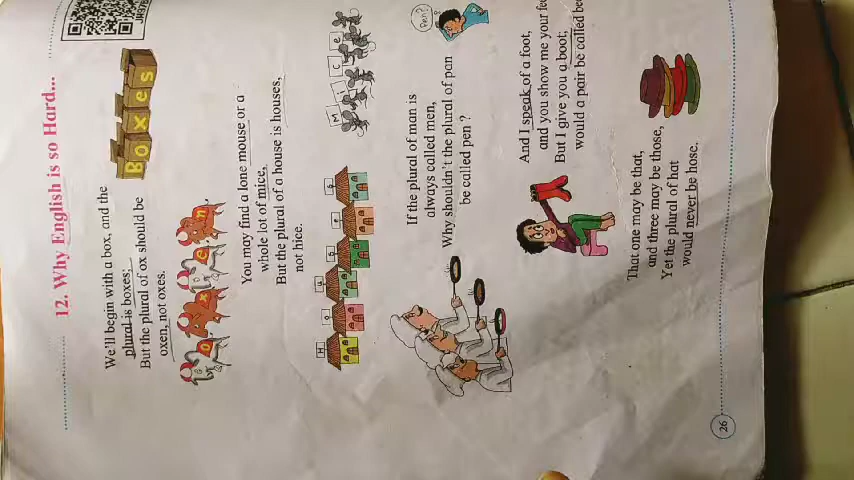 12. Why English is so Hard...
We'll begin with a box, and the
plural is boxes;
But the plural of ox should be
oxen, not oxes.
Boxes
oxen
You may find a lone mouse or a
whole lot of mice,
But the plural of a house is houses,
not hice.
Mice
If the plural of man is
always called men,
Why shouldn't the plural of pan
be called pen ?
Pen?
And I speak of a foot,
and you show me your
But I give you a boot;
would a pair be called
That one may be that,
and three may be those,
Yet the plural of hat
would never be hose.
26